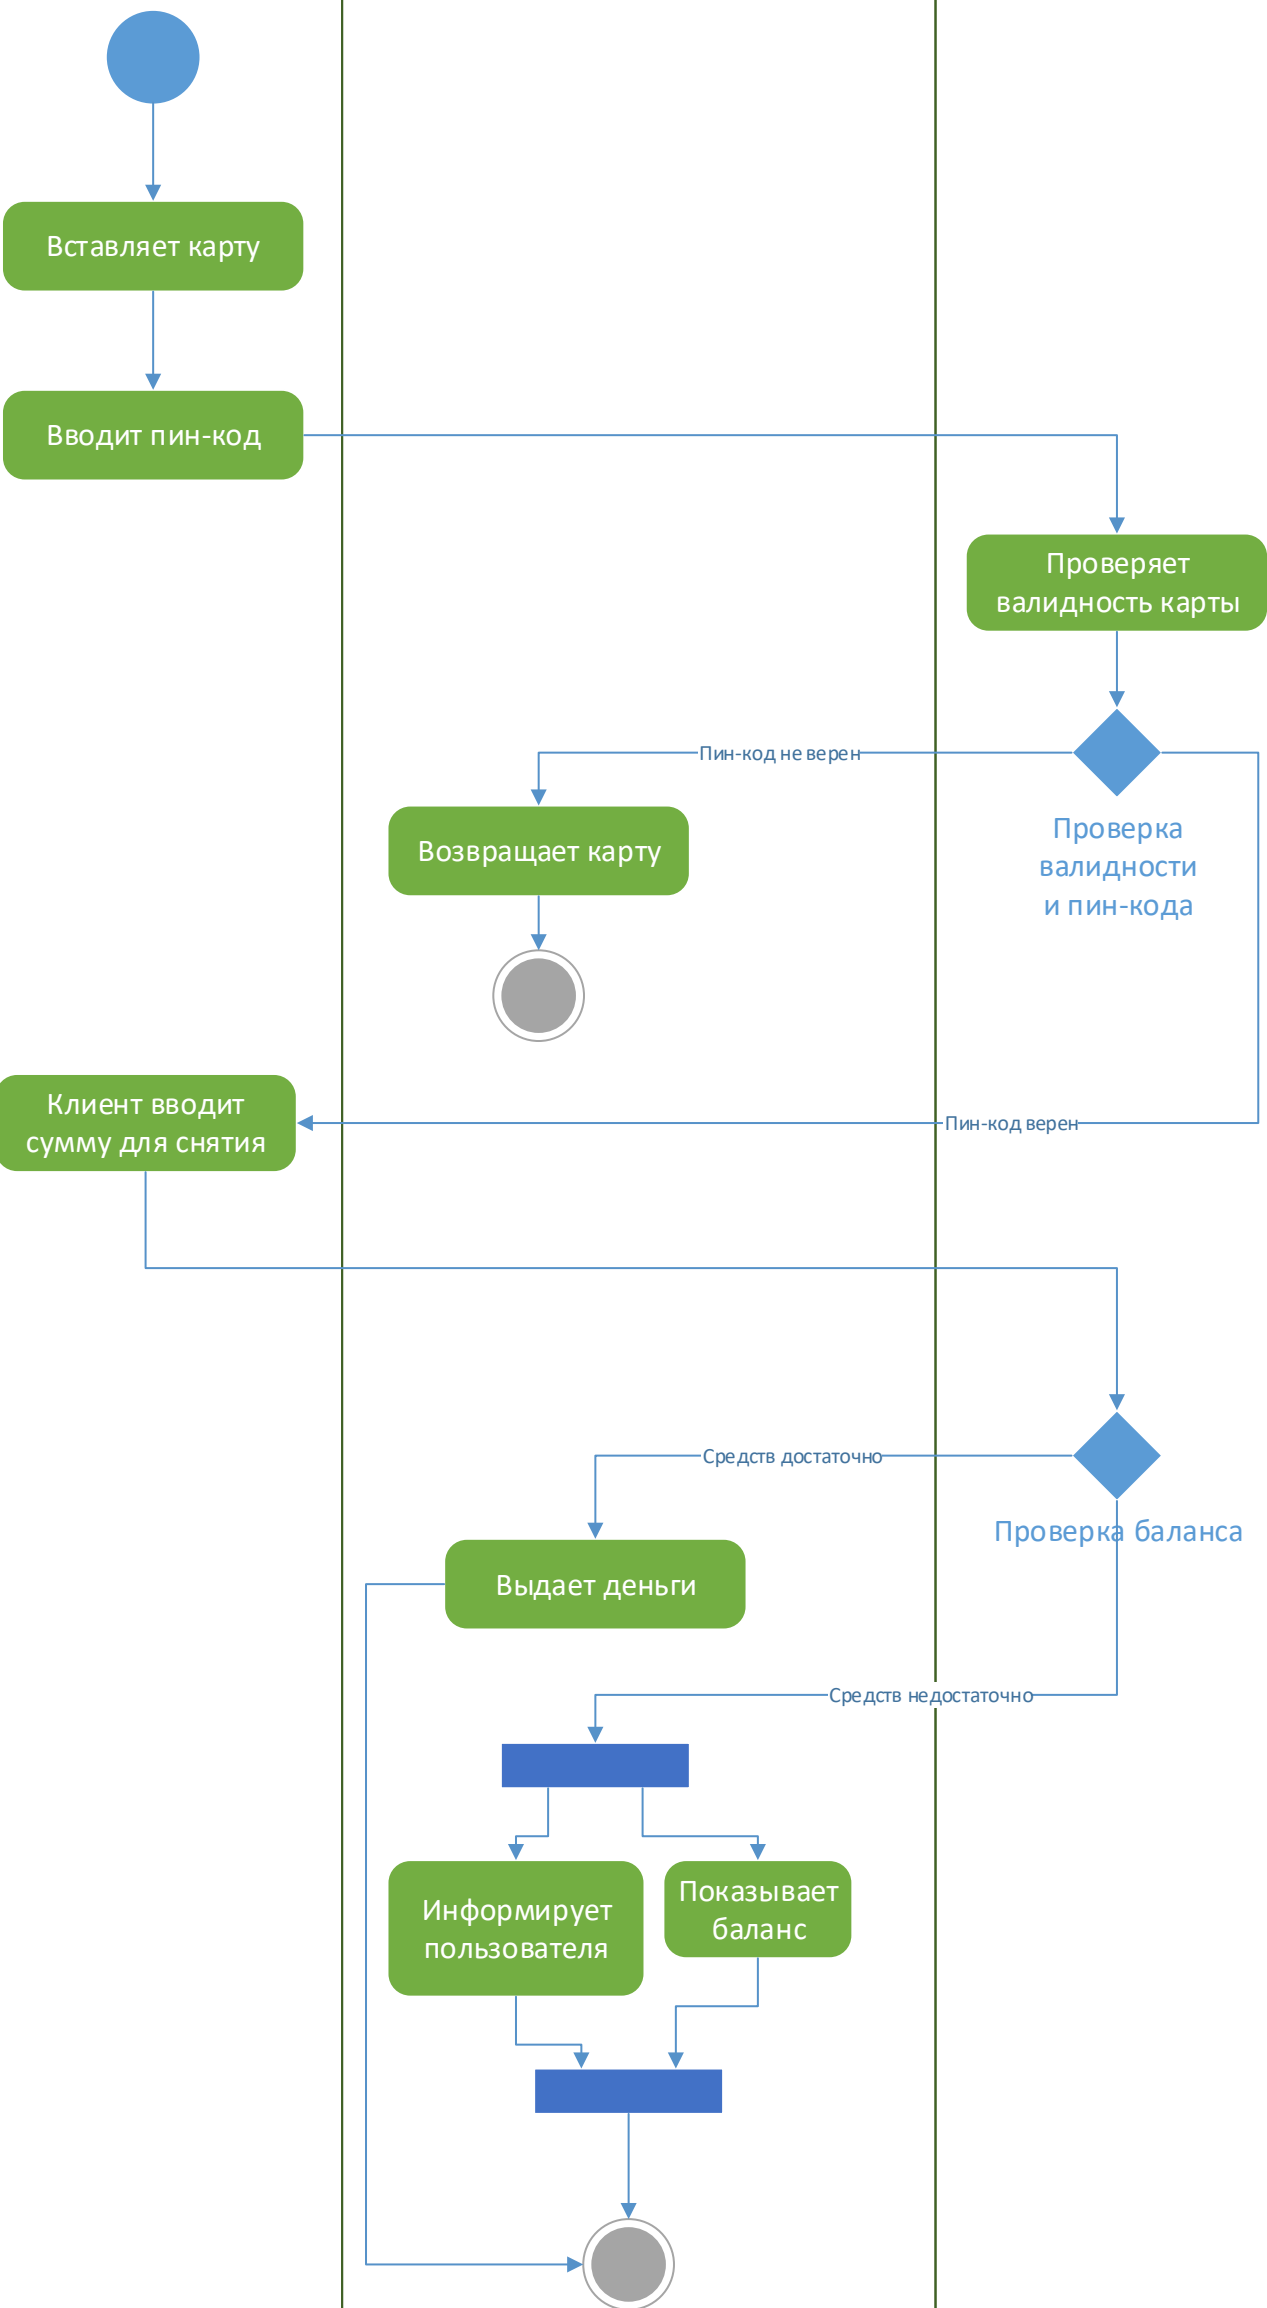 Вставляет карту
Вводит пин-код
Проверяет
валидность карты
Пин-код не верен
Возвращает карту
Проверка
валидности
и пин-кода
Клиент вводит
сумму для снятия
Пин-код верен
Средств достаточно
Проверка баланса
Выдает деньги
Средств недостаточно
Информирует
пользователя
Показывает
баланс